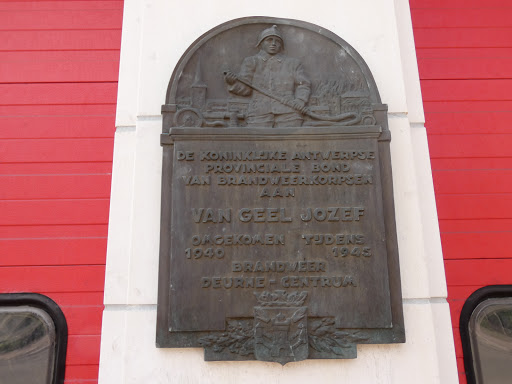 DE KONINKLIJKE ANTWERPSE
PROVINCIALE BOND
VAN BRANDWEERKORPSEN
AAN
VAN GEEL JOZEF
OMGEKOMEN TIJDENS
1940 1945
BRANDWEER
DEURNE-CENTRUM